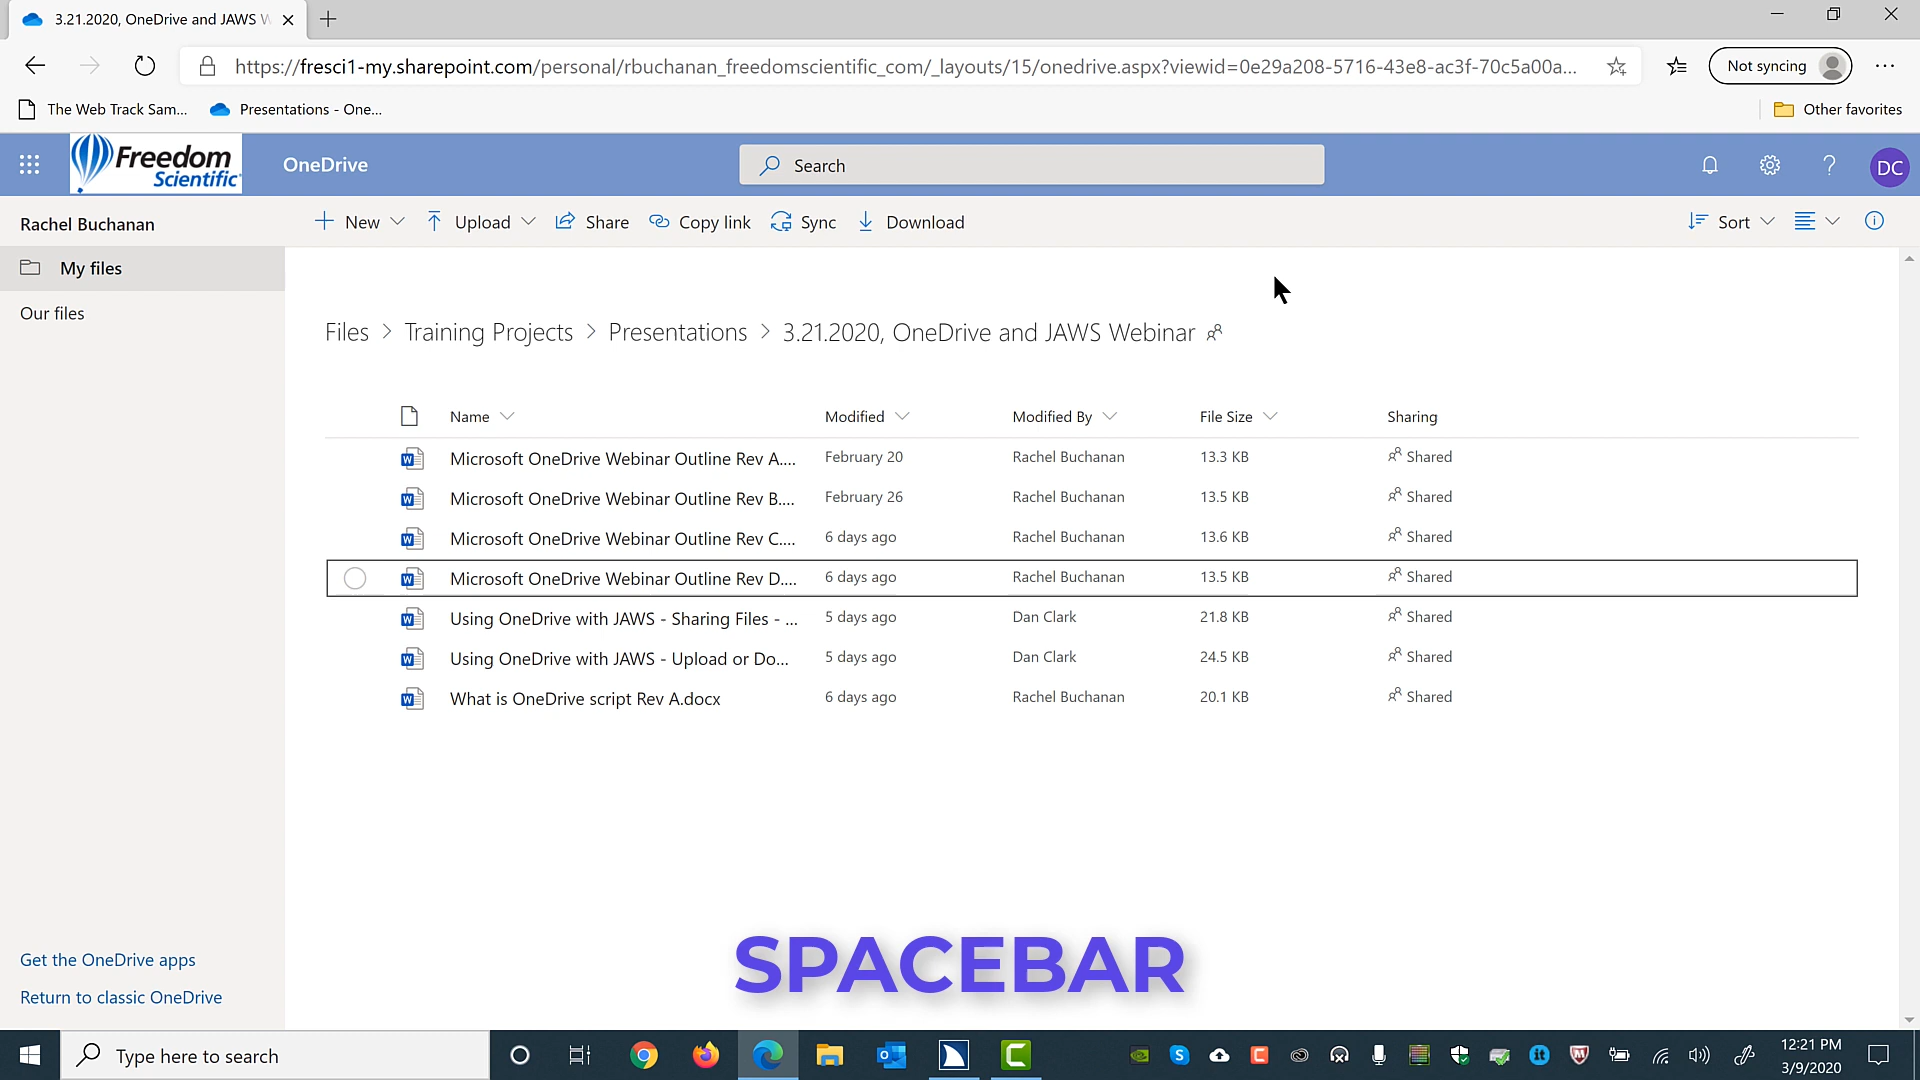 3.21.2020, OneDrive and JAWS W
https://fresci1-my.sharepoint.com/personal/rbuchanan_freedomscientific_com/_layouts/15/onedrive.aspx?viewid=0e29a208-5716-43e8-ac3f-70c5a00a...
Not syncing
The Web Track Sam...
Presentations - One...
Other favorites
Freedom
Scientific
OneDrive
Search
DC
Rachel Buchanan
New
Upload
Share
Copy link
Sync
Download
Sort
My files
Our files
Files > Training Projects > Presentations > 3.21.2020, OneDrive and JAWS Webinar
Name Modified Modified By File Size Sharing
Microsoft OneDrive Webinar Outline Rev A.... February 20 Rachel Buchanan 13.3 KB Shared
Microsoft OneDrive Webinar Outline Rev B.... February 26 Rachel Buchanan 13.5 KB Shared
Microsoft OneDrive Webinar Outline Rev C.... 6 days ago Rachel Buchanan 13.6 KB Shared
Microsoft OneDrive Webinar Outline Rev D.... 6 days ago Rachel Buchanan 13.5 KB Shared
Using OneDrive with JAWS - Sharing Files - ... 5 days ago Dan Clark 21.8 KB Shared
Using OneDrive with JAWS - Upload or Do... 5 days ago Dan Clark 24.5 KB Shared
What is OneDrive script Rev A.docx 6 days ago Rachel Buchanan 20.1 KB Shared
Get the OneDrive apps
Return to classic OneDrive
SPACEBAR
Type here to search
12:21 PM
3/9/2020